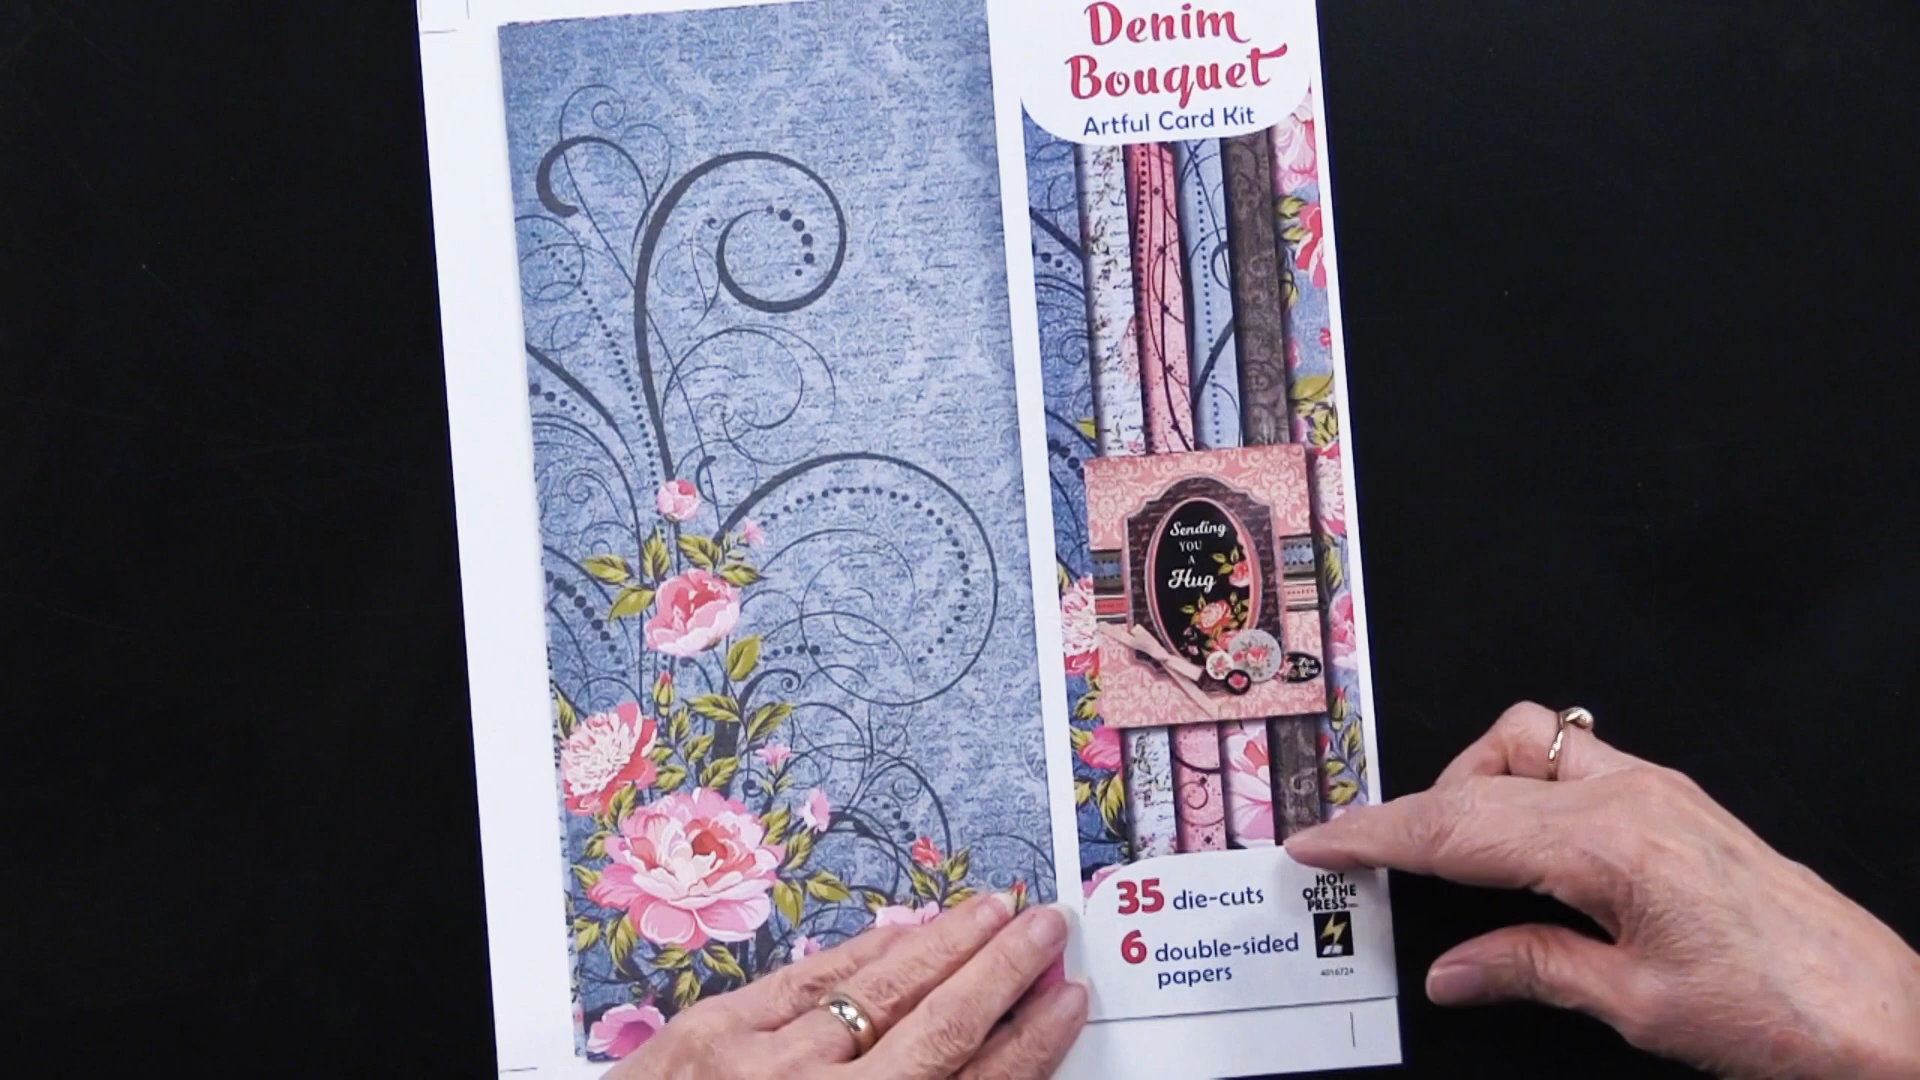 Denim
Bouquet
Artful Card Kit
Sending
YOU
A
Hug
35 die-cuts
6 double-sided
papers
HOT
OFF THE
PRESS